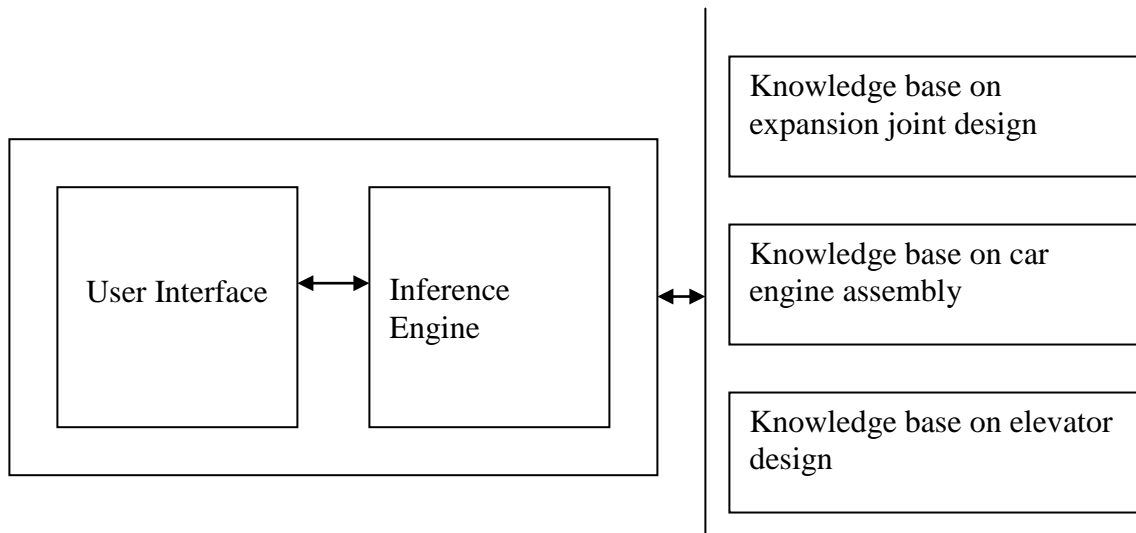 User Interface
Inference
Engine
Knowledge base on
expansion joint design
Knowledge base on car
engine assembly
Knowledge base on elevator
design